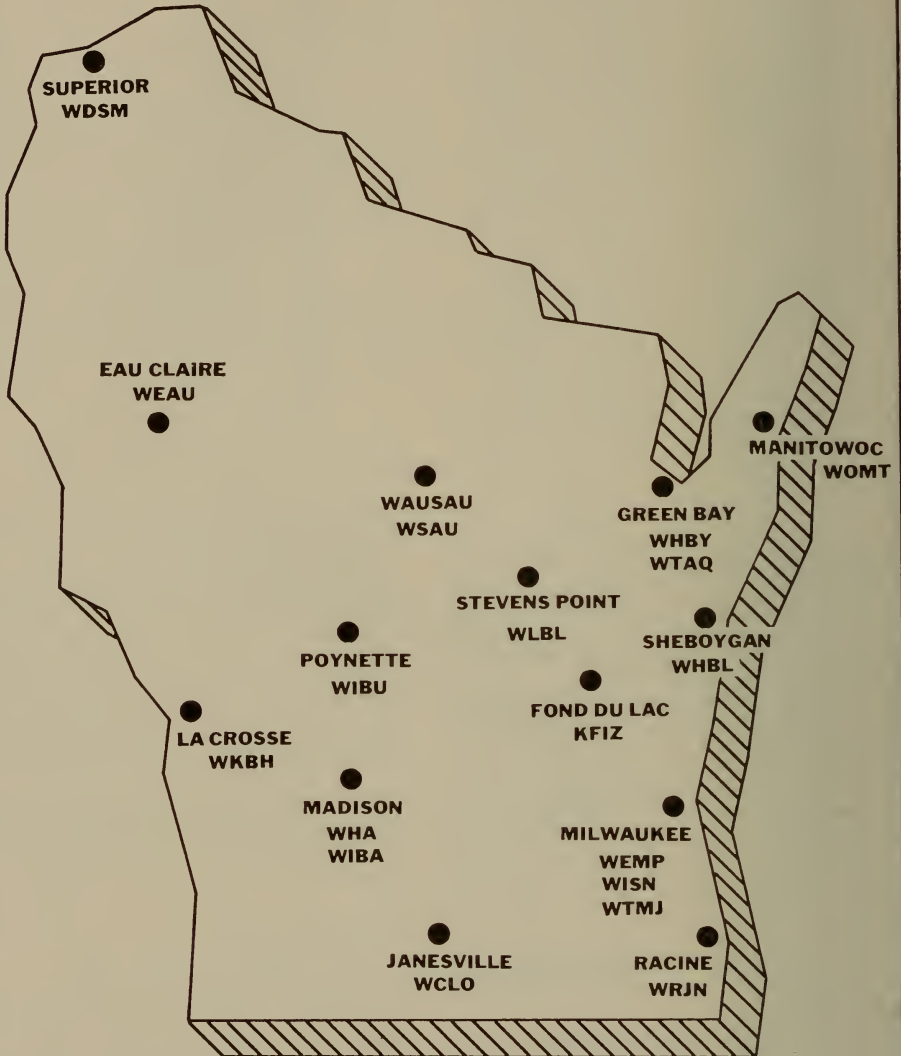 SUPERIOR
WDSM
EAU CLAIRE
WEAU
MANITOWOC
WOMT
WAUSAU
WSAU
GREEN BAY
WHBY
WTAQ
STEVENS POINT
WLBL
SHEBOYGAN
WHBL
POYNETTE
WIBU
FOND DU LAC
KFIZ
LA CROSSE
WKBH
MADISON
WHA
WIBA
MILWAUKEE
WEMP
WISN
WTMJ
JANESVILLE
WCLO
RACINE
WRJN